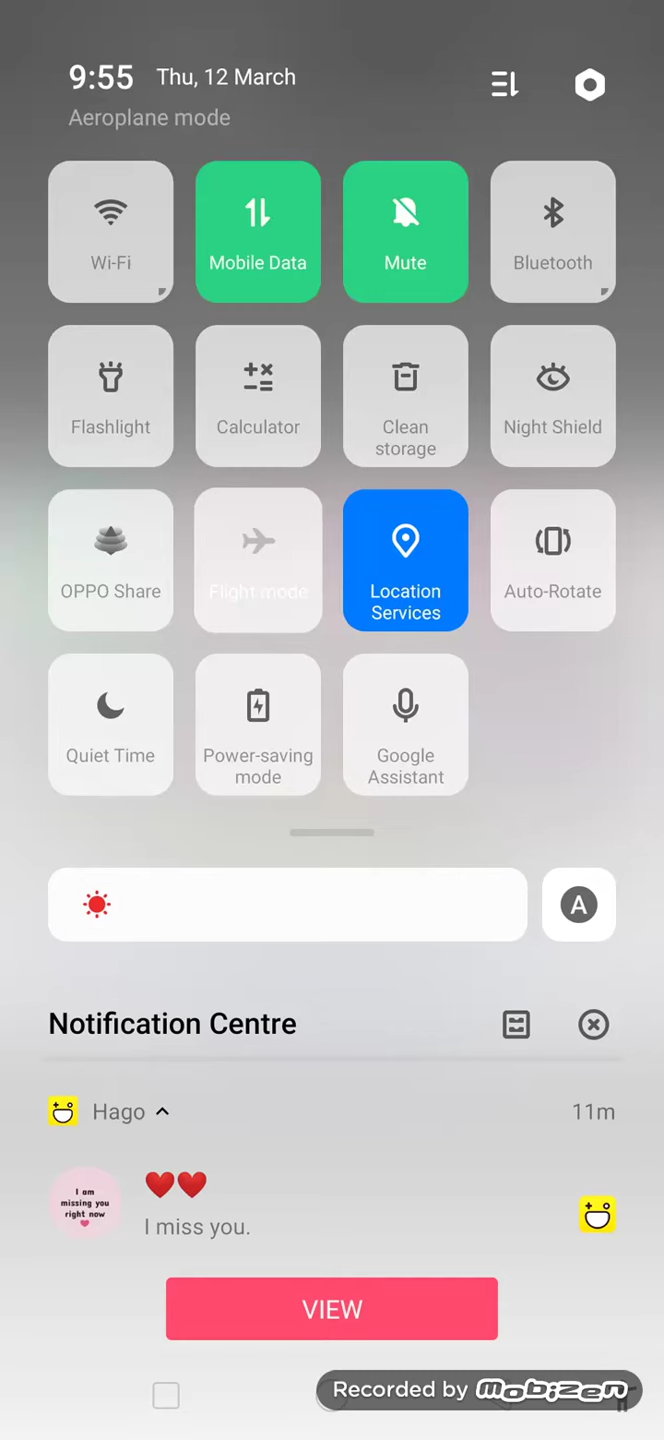 9:55 Thu, 12 March
Aeroplane mode
Wi-Fi
Mobile Data
Mute
Bluetooth
Flashlight
Calculator
Clean
storage
Night Shield
OPPO Share
Flight mode
Location
Services
Auto-Rotate
Quiet Time
Power-saving
mode
Google
Assistant
A
Notification Centre
Hago
11m
I am
missing you
right now
I miss you.
VIEW
Recorded by mobizen